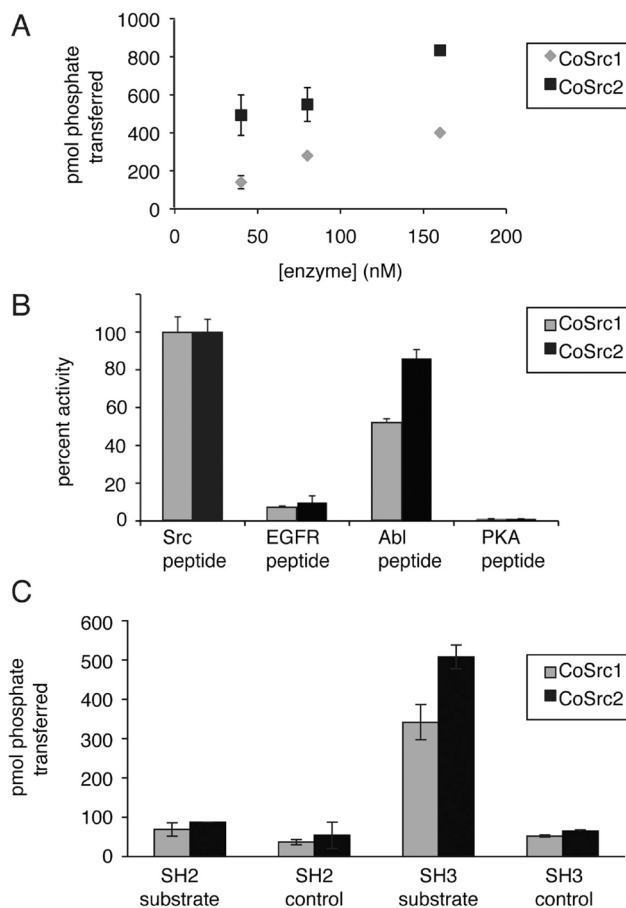 A
pmol phosphate
transferred
1000
800
600
400
200
0
0
50
100
150
200
[enzyme] (nM)
CoSrc1
CoSrc2
B
percent activity
100
80
60
40
20
0
Src
peptide
EGFR
peptide
Abl
peptide
PKA
peptide
CoSrc1
CoSrc2
C
pmol phosphate
transferred
600
500
400
300
200
100
0
SH2
substrate
SH2
control
SH3
substrate
SH3
control
CoSrc1
CoSrc2